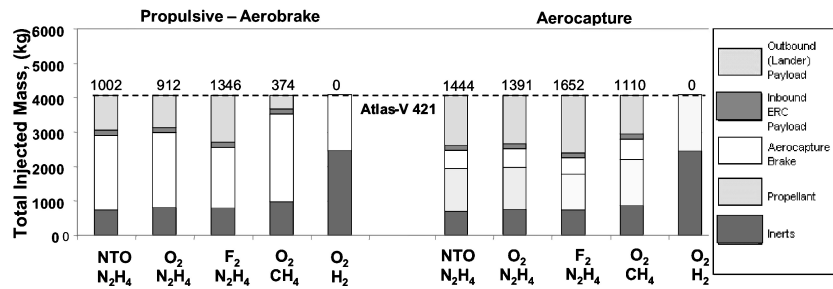 Propulsive – Aerobrake
Aerocapture
Total Injected Mass, (kg)
6000
5000
4000
3000
2000
1000
0 0
1002
912
1346
374
0
1444
1391
1652
1110
0
Atlas-V 421
NTO
N₂H₄
O₂
N₂H₄
F₂
N₂H₄
O₂
CH₄
O₂
H₂
NTO
N₂H₄
O₂
N₂H₄
F₂
N₂H₄
O₂
CH₄
O₂
H₂
Outbound
(Lander)
Payload
Inbound
ERC
Payload
Aerocapture
Brake
Propellant
Inerts